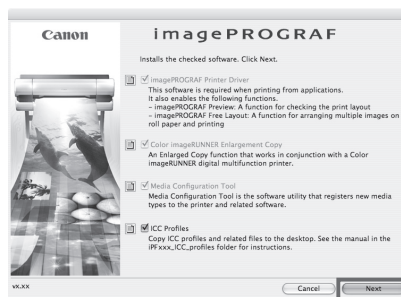 Canon
imagePROGRAF
Installs the checked software. Click Next.
imagePROGRAF Printer Driver
This software is required when printing from applications.
It also enables the following functions.
- imagePROGRAF Preview: A function for checking the print layout
- imagePROGRAF Free Layout: A function for arranging multiple images on
roll paper and printing
Color imageRUNNER Enlargement Copy
An Enlarged Copy function that works in conjunction with a Color
imageRUNNER digital multifunction printer.
Media Configuration Tool
Media Configuration Tool is the software utility that registers new media
types to the printer and related software.
ICC Profiles
Copy ICC profiles and related files to the desktop. See the manual in the
iPFxxx_ICC_profiles folder for instructions.
vx.xx
Cancel
Next